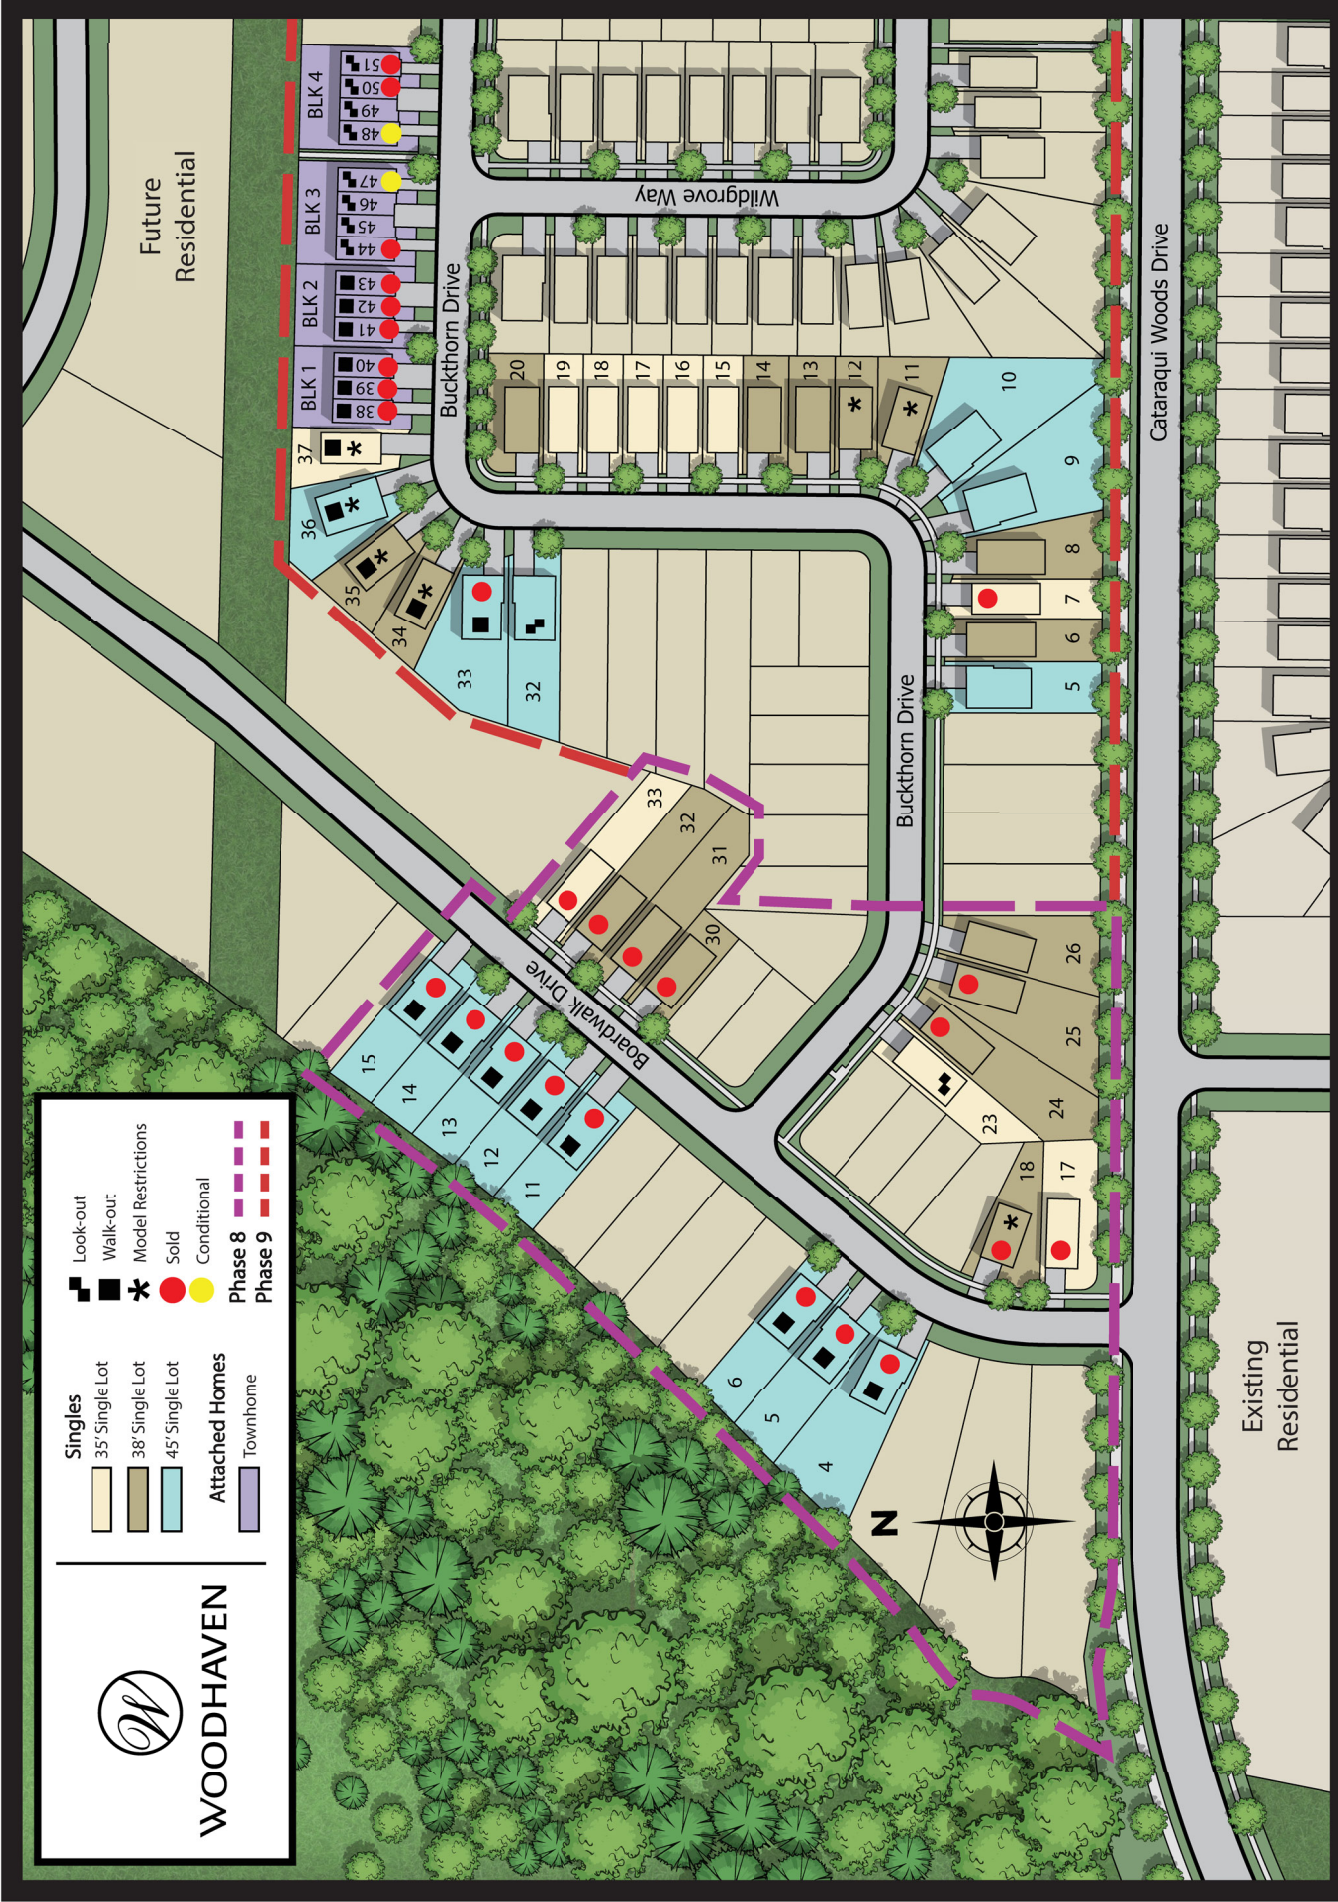 WOODHAVEN
Singles
35' Single Lot
38' Single Lot
45' Single Lot
Attached Homes
Townhome
Look-out
Walk-out
Model Restrictions
Sold
Conditional
Phase 8
Phase 9
Future
Residential
BLK 1
BLK 2
BLK 3
BLK 4
38
39
40
41
42
43
44
45
46
47
48
49
50
51
37
36
35
34
33
32
Buckthorn Drive
Wildgrove Way
20
19
18
17
16
15
14
13
12
11
10
9
8
7
6
5
Cataraqui Woods Drive
Buckthorn Drive
33
32
31
30
Boardwalk Drive
15
14
13
12
11
26
25
24
23
18
17
6
5
4
N
Existing
Residential